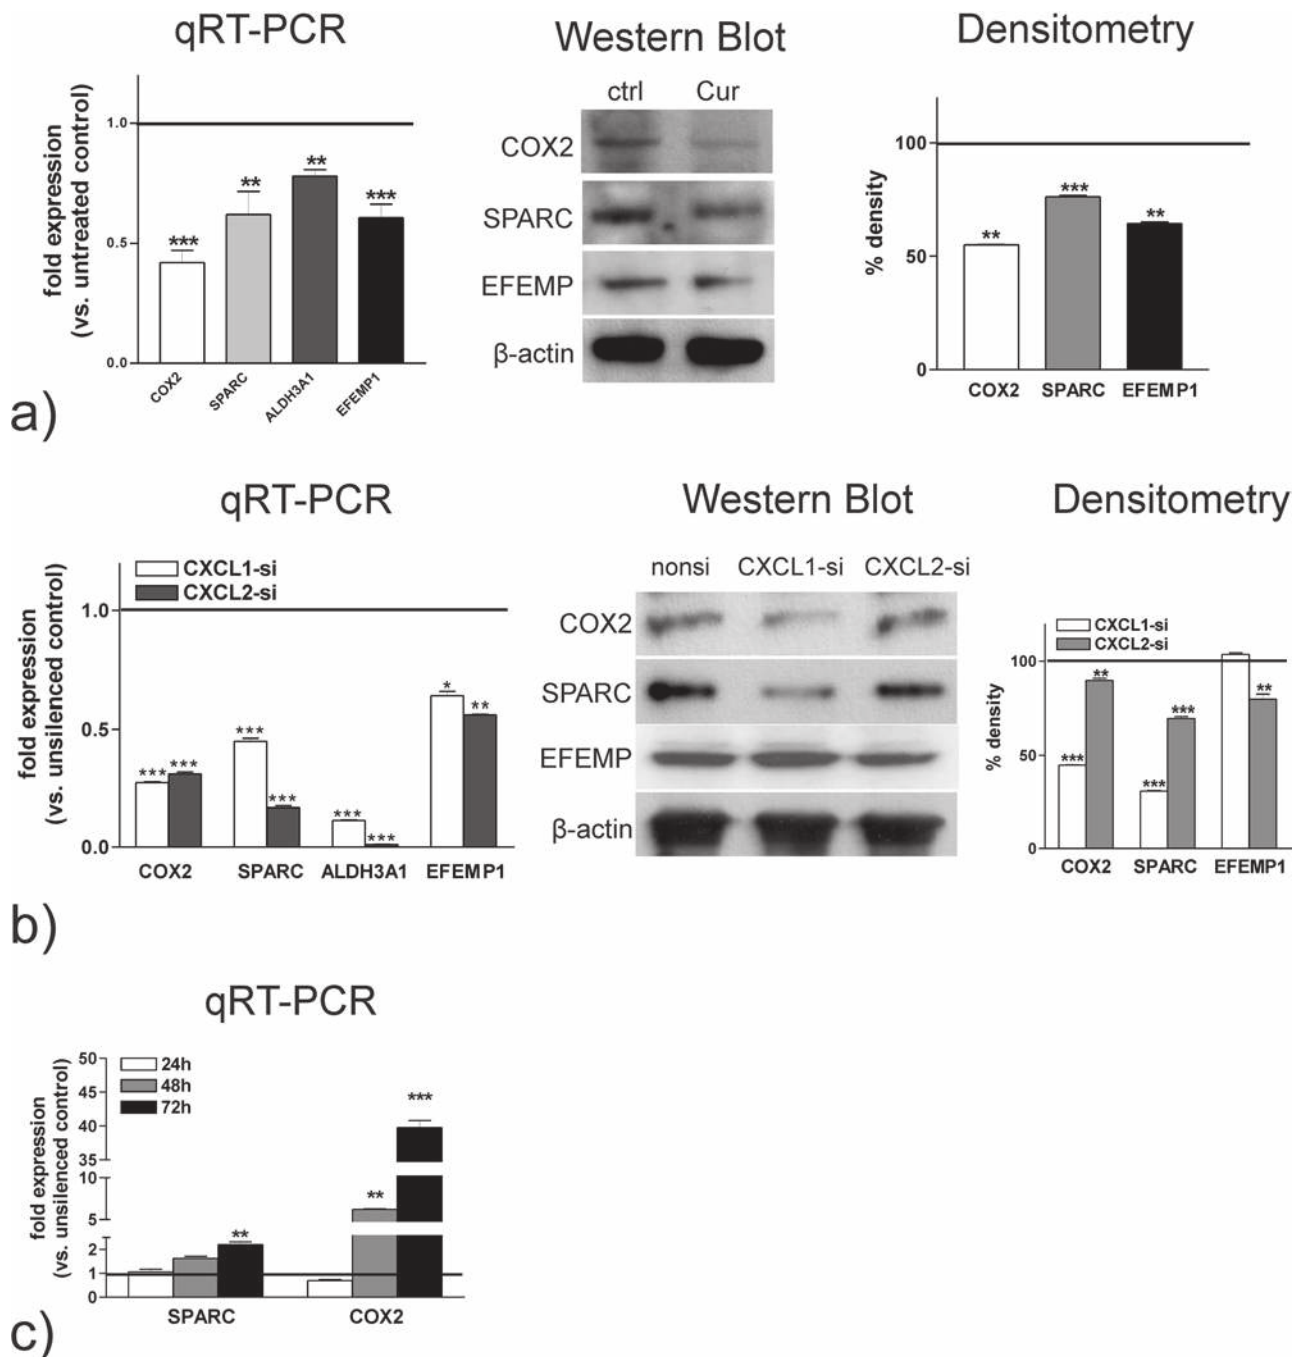 qRT-PCR
fold expression
(vs. untreated control)
1.0
0.5
0.0
***
**
**
***
COX2
SPARC
ALDH3A1
EFEMP1
Western Blot
ctrl Cur
COX2
SPARC
EFEMP
β-actin
Densitometry
% density
100
50
0
**
***
**
COX2 SPARC EFEMP1
a)
qRT-PCR
CXCL1-si
CXCL2-si
fold expression
(vs. unsilenced control)
1.0
0.5
0.0
*** ***
*** ***
*** ***
* **
COX2 SPARC ALDH3A1 EFEMP1
Western Blot
nonsi CXCL1-si CXCL2-si
COX2
SPARC
EFEMP
β-actin
Densitometry
CXCL1-si
CXCL2-si
% density
100
50
0
*** **
*** ***
**
COX2 SPARC EFEMP1
b)
qRT-PCR
24h
48h
72h
fold expression
(vs. unsilenced control)
50
45
40
35
10
5
2
1
0
**
**
***
SPARC COX2
c)